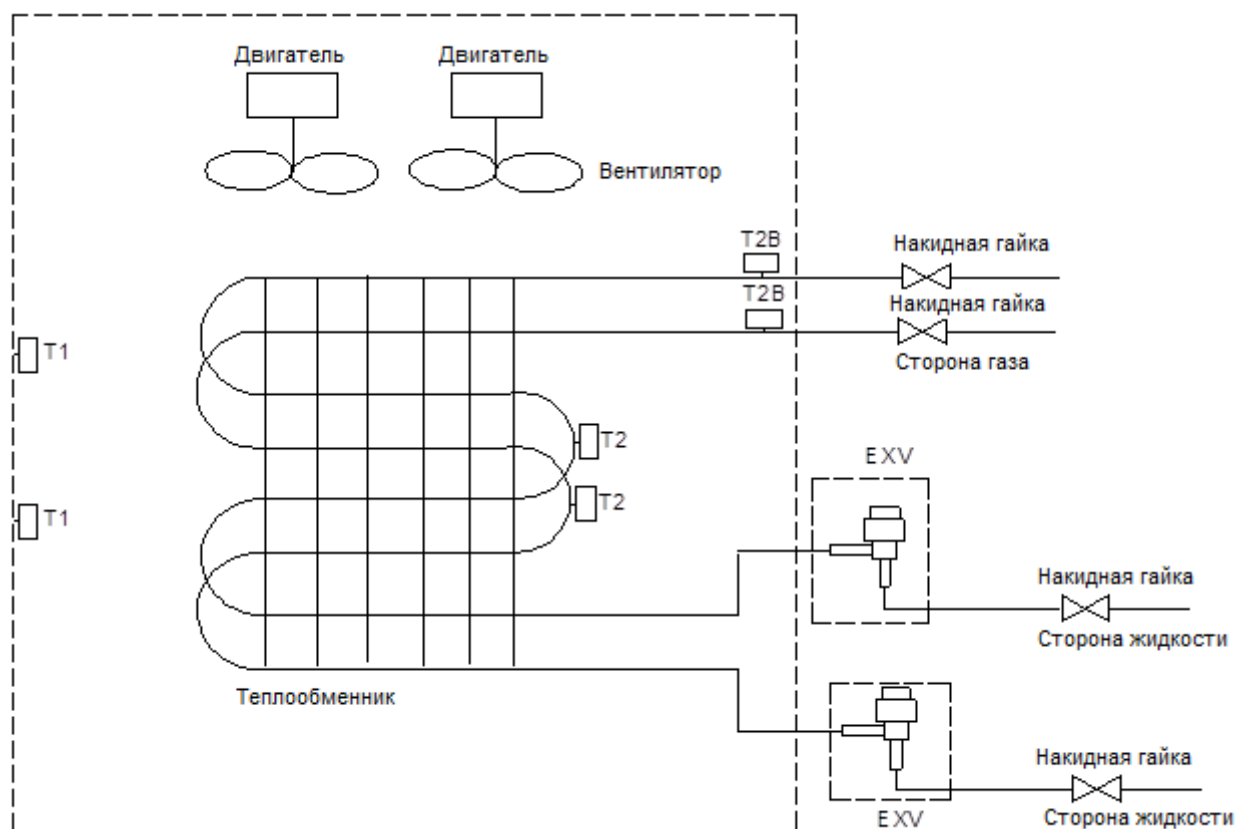 Двигатель Двигатель
Вентилятор
T2B Накидная гайка
T2B Накидная гайка
T1 Сторона газа
T2
EXV
T1 T2
Накидная гайка
Сторона жидкости
Теплообменник
Накидная гайка
EXV Сторона жидкости